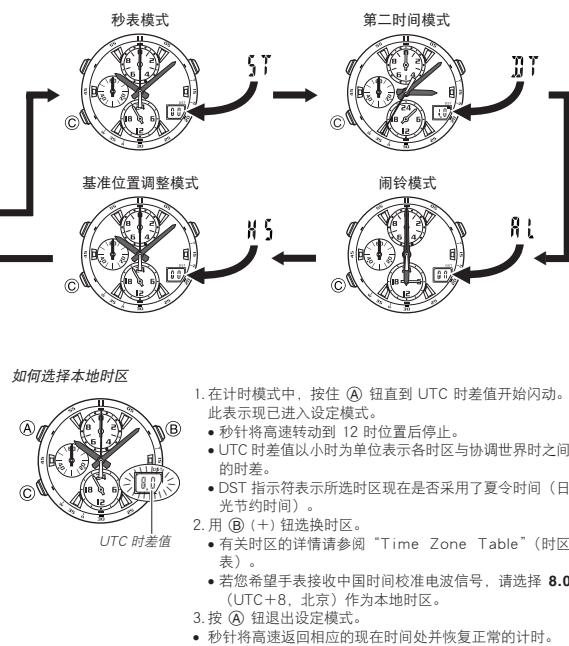 秒表模式
第二时间模式
ST
DT
C
C
基准位置调整模式
闹铃模式
HS
AL
C
C
如何选择本地时区
A
B
C
8.0
UTC 时差值
1. 在计时模式中，按住 Ⓐ 钮直到 UTC 时差值开始闪动。
此表示现已进入设定模式。
• 秒针将高速转动到 12 时位置后停止。
• UTC 时差值以小时为单位表示各时区与协调世界时之间
的时差。
• DST 指示符表示所选时区现在是否采用了夏令时间（日
光节约时间）。
2. 用 Ⓑ (+) 钮选换时区。
• 有关时区的详情请参阅“Time Zone Table”（时区
表）。
• 若您希望手表接收中国时间校准电波信号，请选择 8.0
（UTC+8，北京）作为本地时区。
3. 按 Ⓐ 钮退出设定模式。
• 秒针将高速返回相应的现在时间处并恢复正常的计时。